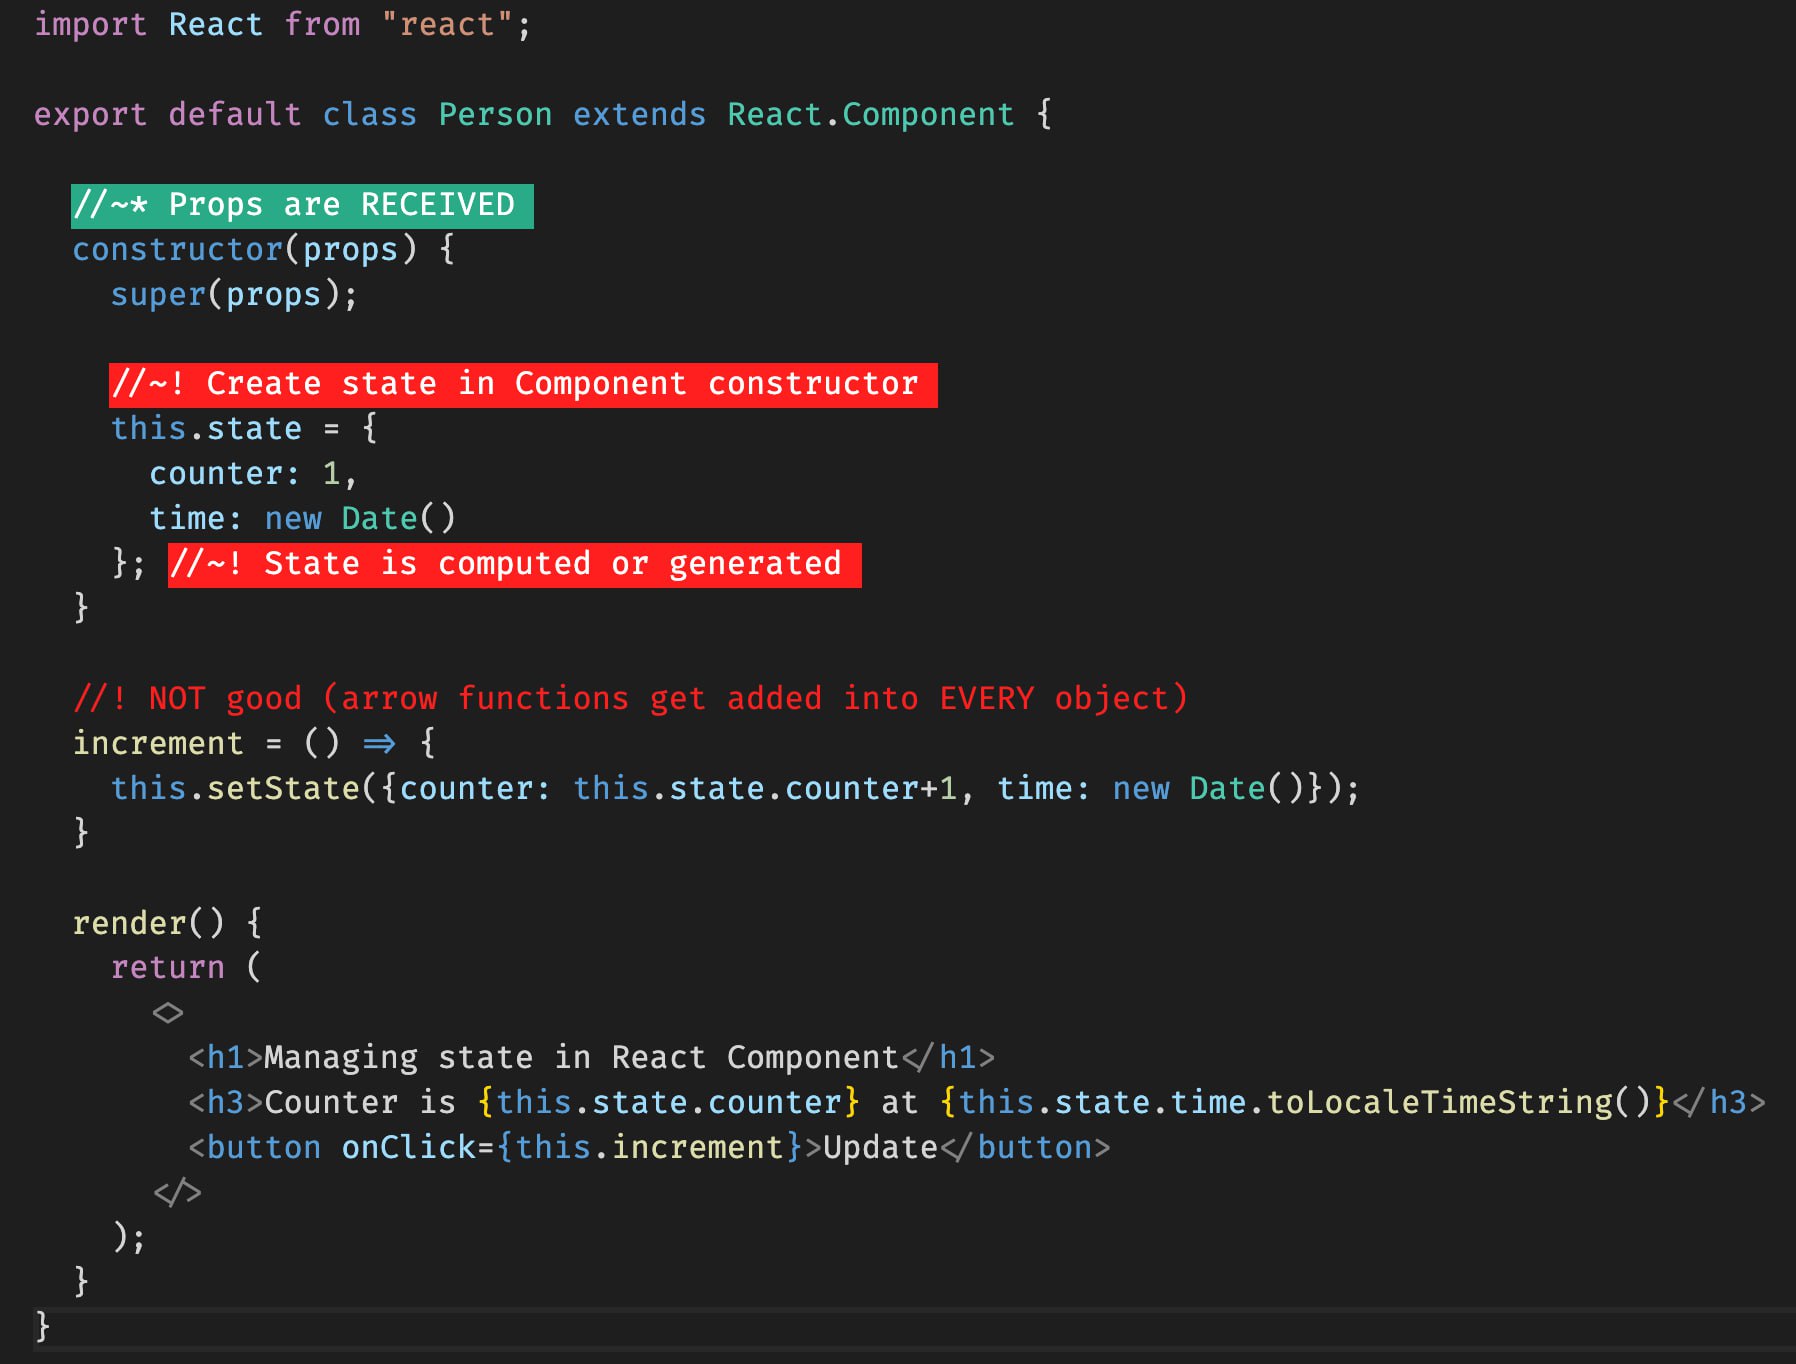 import React from "react";
export default class Person extends React.Component {
//~* Props are RECEIVED
constructor(props) {
super(props);
//~! Create state in Component constructor
this.state = {
counter: 1,
time: new Date()
}; //~! State is computed or generated
}
//! NOT good (arrow functions get added into EVERY object)
increment = () => {
this.setState({counter: this.state.counter+1, time: new Date()});
}
render() {
return (
<>
<h1>Managing state in React Component</h1>
<h3>Counter is {this.state.counter} at {this.state.time.toLocaleTimeString()}</h3>
<button onClick={this.increment}>Update</button>
</>
);
}
}